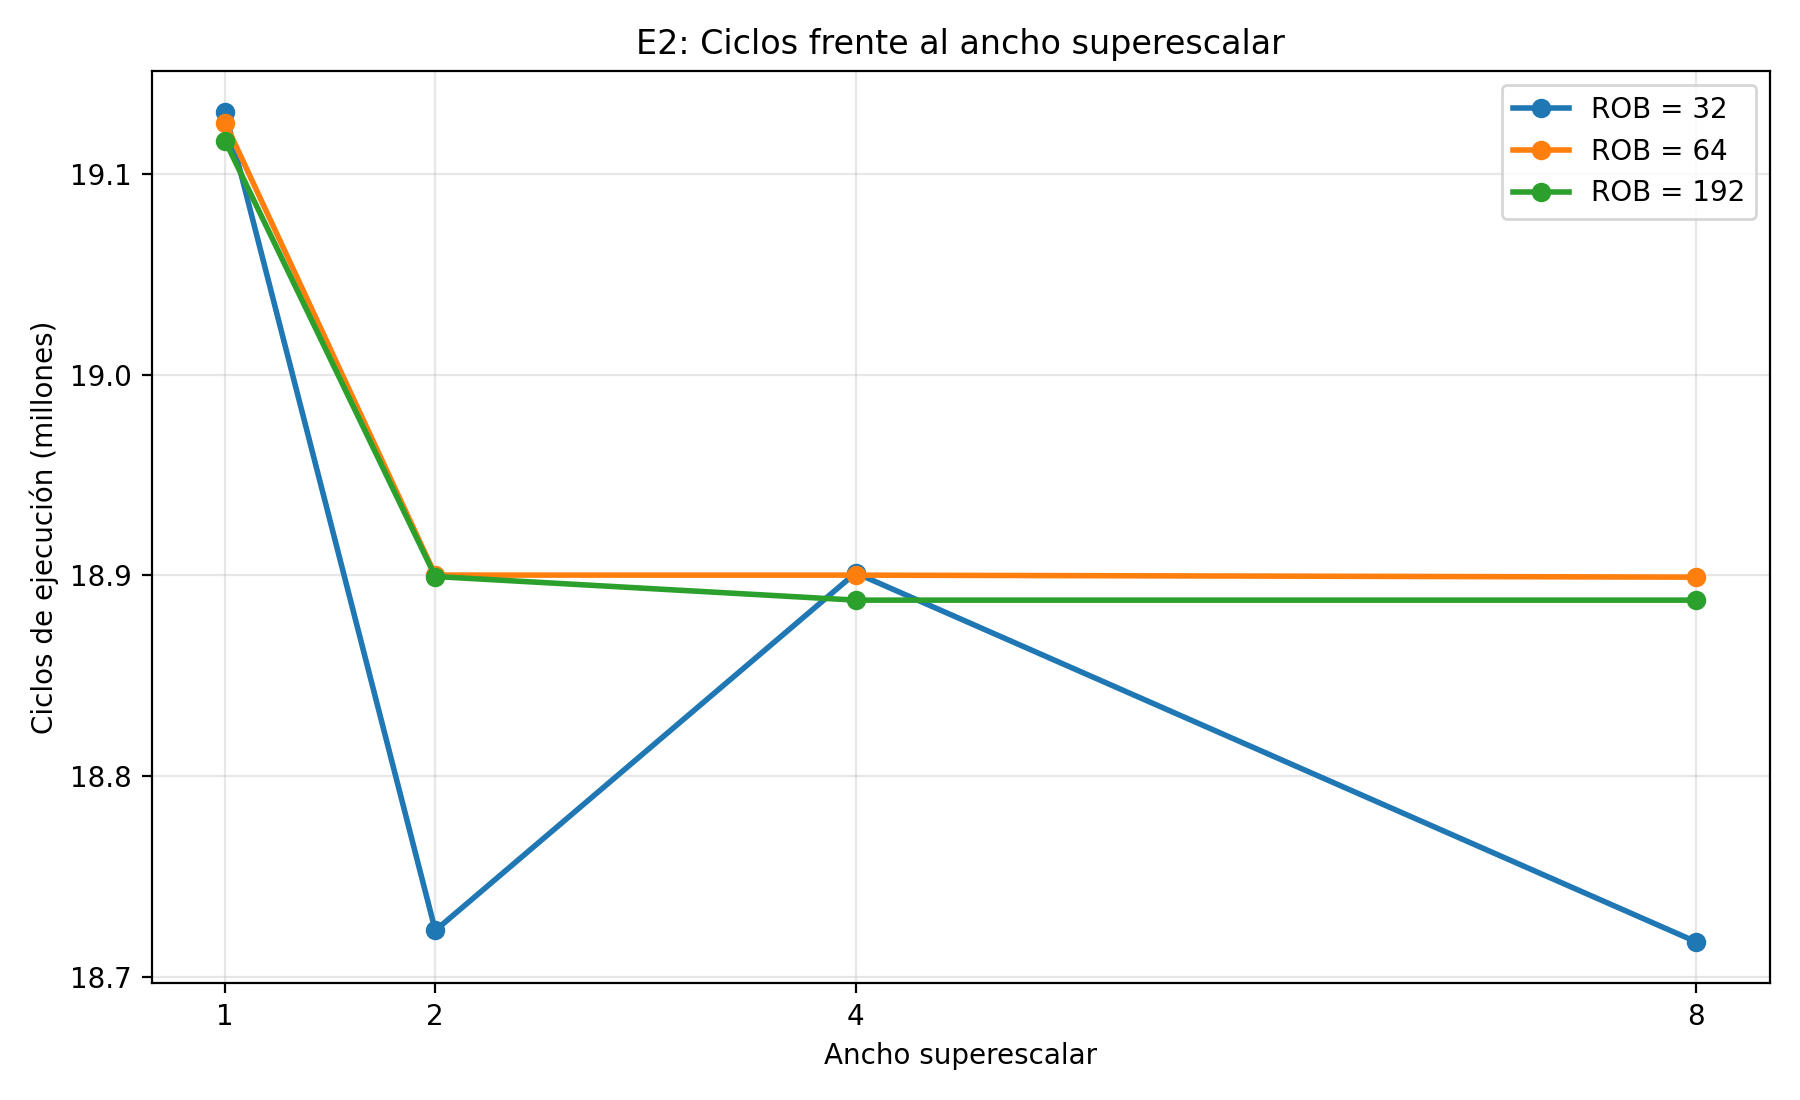 E2: Ciclos frente al ancho superescalar
ROB = 32
ROB = 64
ROB = 192
Ciclos de ejecución (millones)
19.1
19.0
18.9
18.8
18.7
1 2 4 8
Ancho superescalar